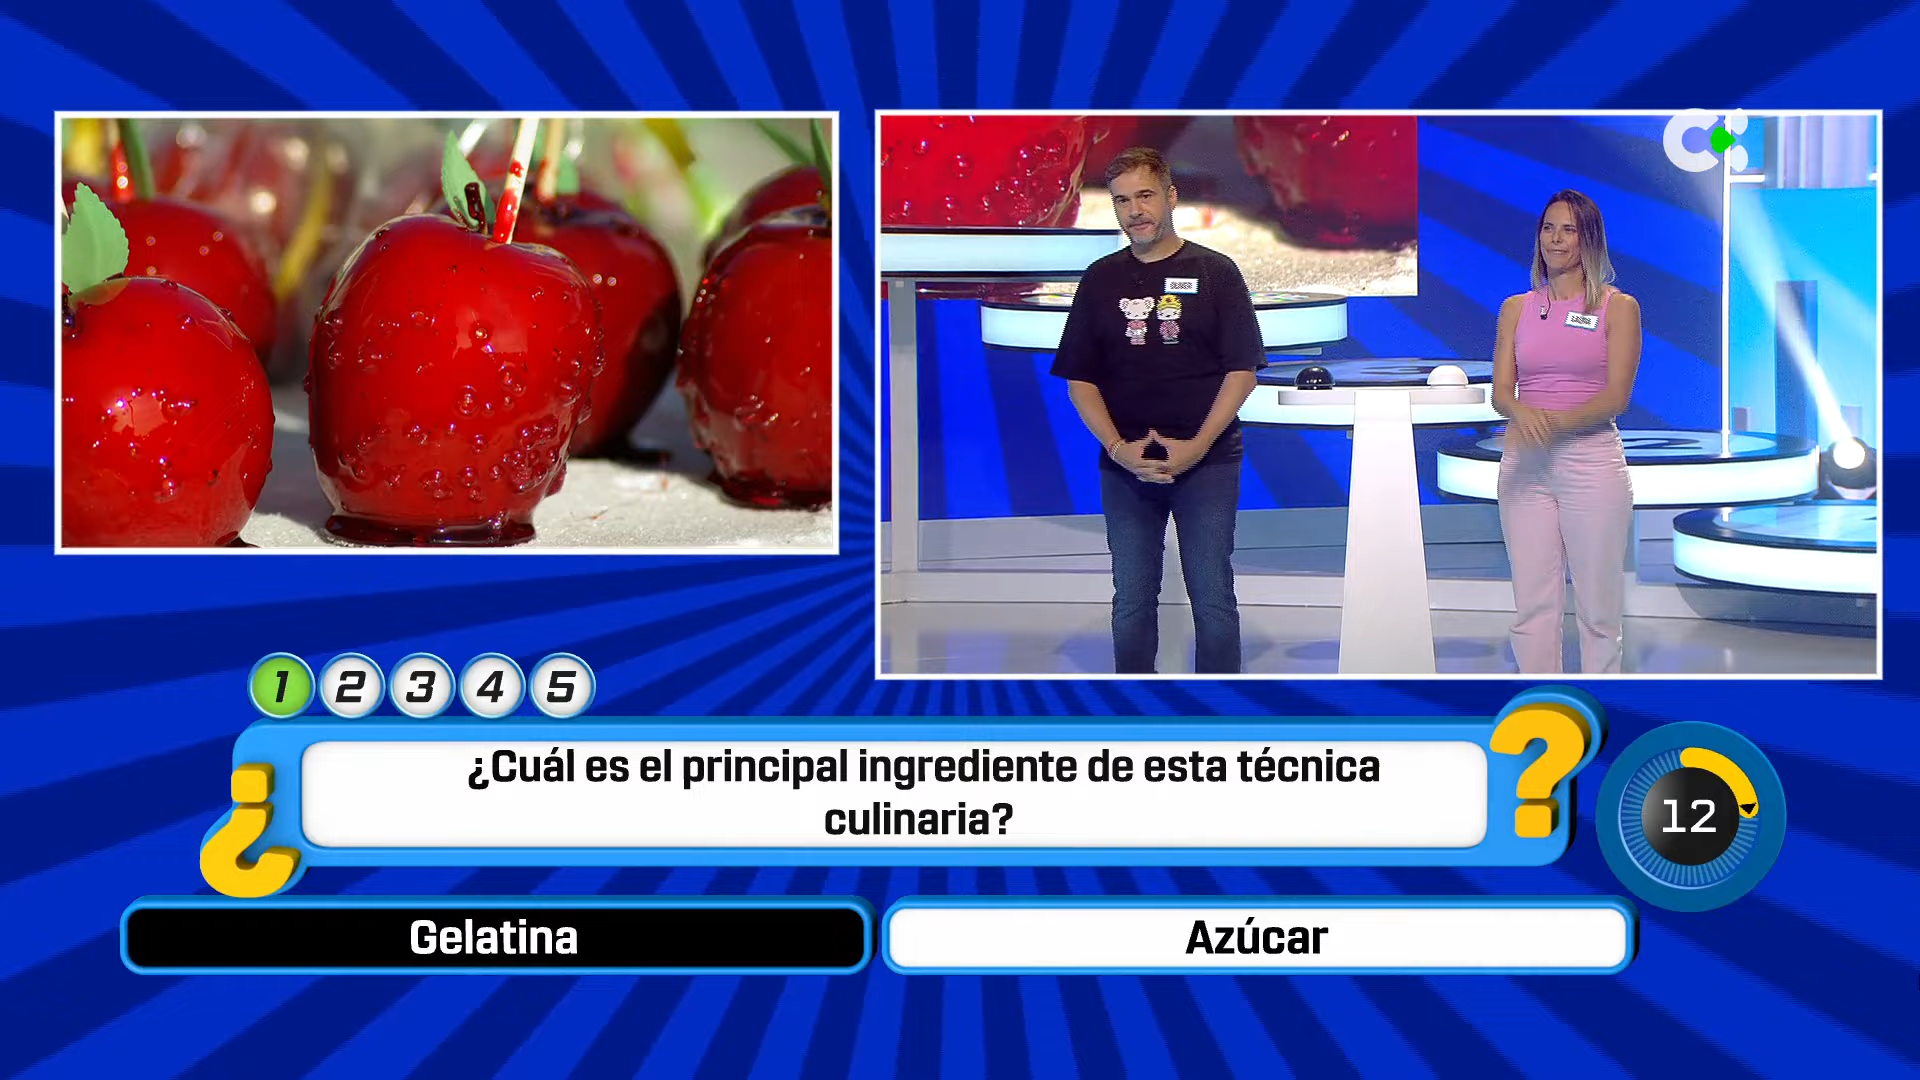 1 2 3 4 5
¿Cuál es el principal ingrediente de esta técnica
culinaria?
12
Gelatina
Azúcar